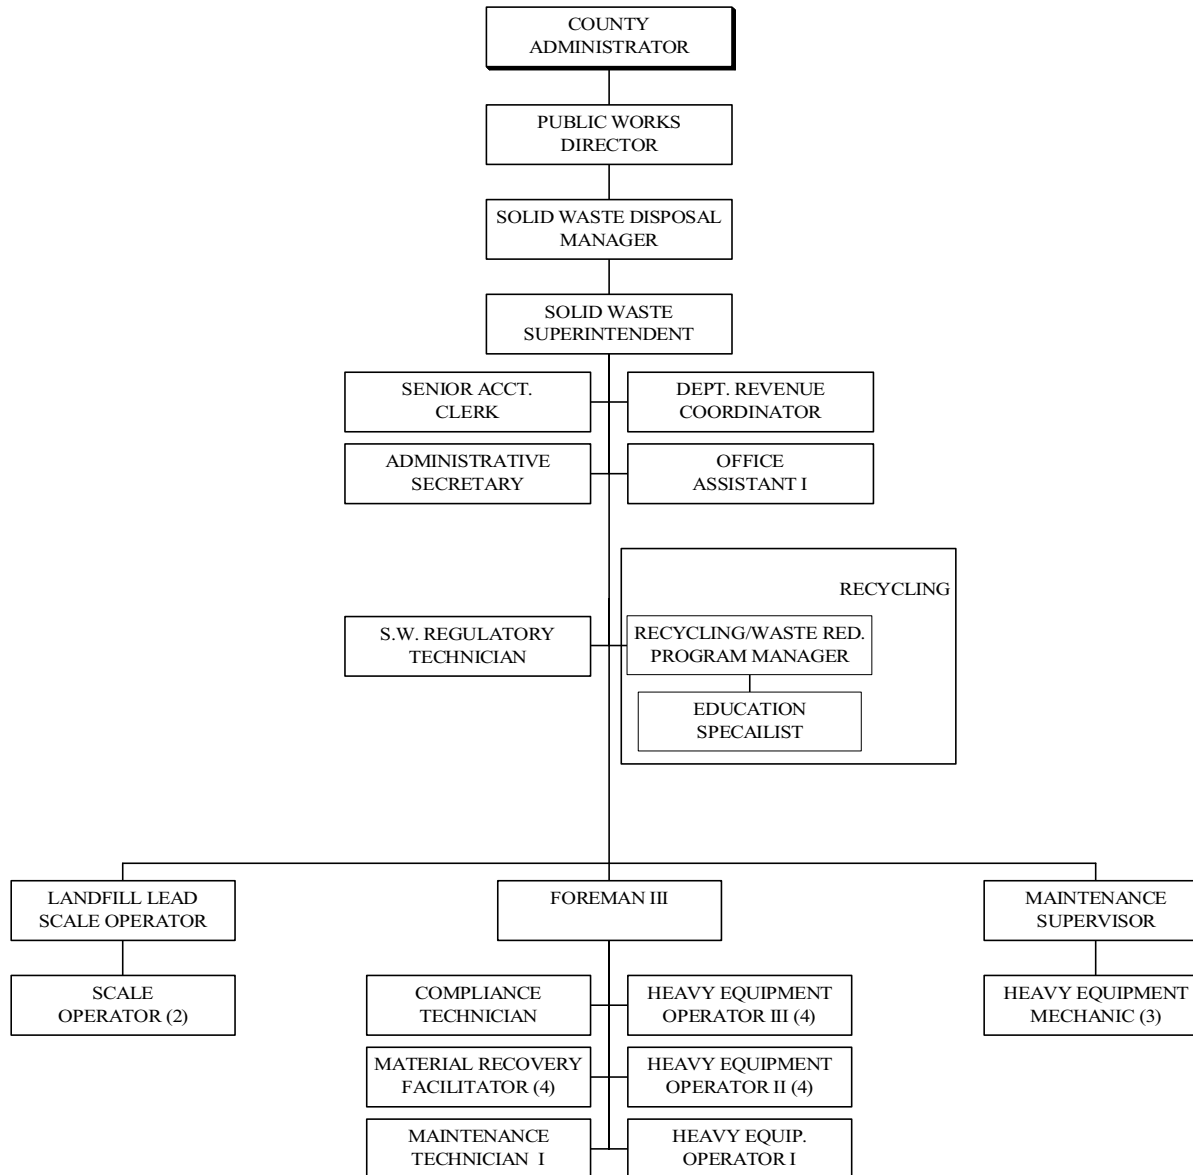 COUNTY
ADMINISTRATOR
PUBLIC WORKS
DIRECTOR
SOLID WASTE DISPOSAL
MANAGER
SOLID WASTE
SUPERINTENDENT
SENIOR ACCT.
CLERK
DEPT. REVENUE
COORDINATOR
ADMINISTRATIVE
SECRETARY
OFFICE
ASSISTANT I
RECYCLING
S.W. REGULATORY
TECHNICIAN
RECYCLING/WASTE RED.
PROGRAM MANAGER
EDUCATION
SPECAILIST
LANDFILL LEAD
SCALE OPERATOR
FOREMAN III
MAINTENANCE
SUPERVISOR
SCALE
OPERATOR (2)
COMPLIANCE
TECHNICIAN
HEAVY EQUIPMENT
OPERATOR III (4)
HEAVY EQUIPMENT
MECHANIC (3)
MATERIAL RECOVERY
FACILITATOR (4)
HEAVY EQUIPMENT
OPERATOR II (4)
MAINTENANCE
TECHNICIAN I
HEAVY EQUIP.
OPERATOR I